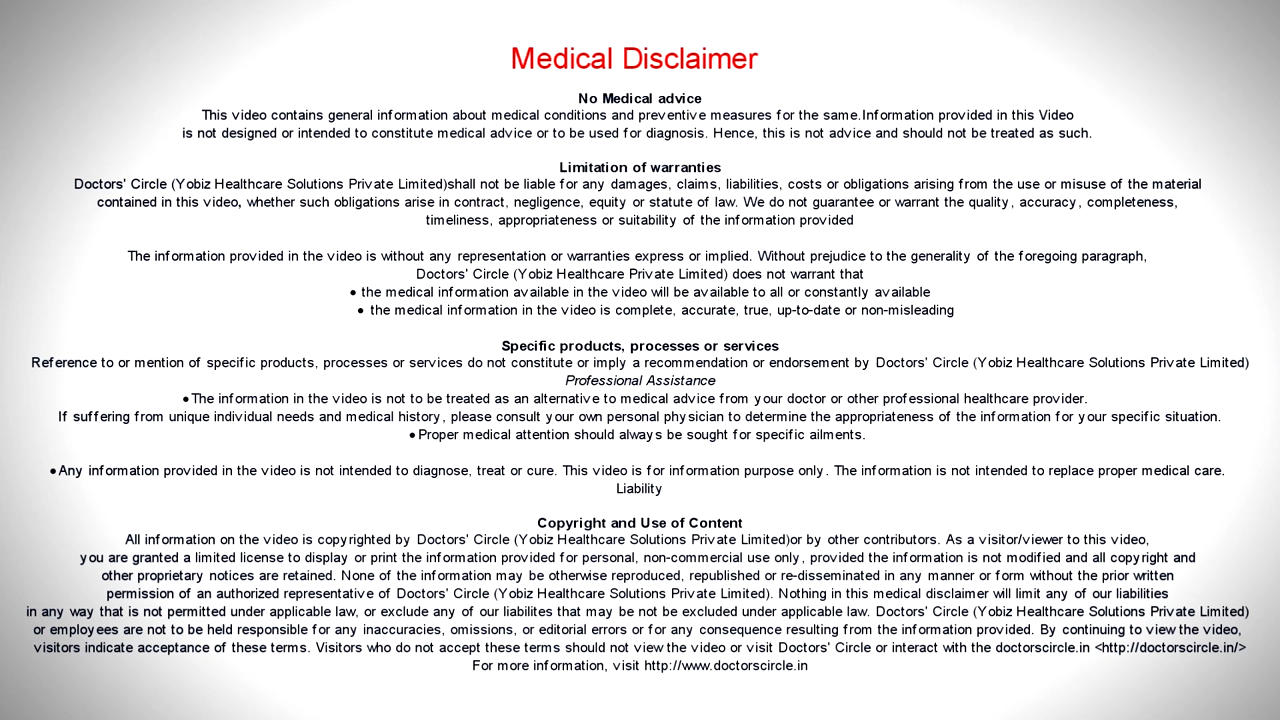 Medical Disclaimer
No Medical advice
This video contains general information about medical conditions and preventive measures for the same.Information provided in this Video
is not designed or intended to constitute medical advice or to be used for diagnosis. Hence, this is not advice and should not be treated as such.
Limitation of warranties
Doctors' Circle (Yobiz Healthcare Solutions Private Limited)shall not be liable for any damages, claims, liabilities, costs or obligations arising from the use or misuse of the material
contained in this video, whether such obligations arise in contract, negligence, equity or statute of law. We do not guarantee or warrant the quality, accuracy, completeness,
timeliness, appropriateness or suitability of the information provided
The information provided in the video is without any representation or warranties express or implied. Without prejudice to the generality of the foregoing paragraph,
Doctors' Circle (Yobiz Healthcare Private Limited) does not warrant that
• the medical information available in the video will be available to all or constantly available
• the medical information in the video is complete, accurate, true, up-to-date or non-misleading
Specific products, processes or services
Reference to or mention of specific products, processes or services do not constitute or imply a recommendation or endorsement by Doctors' Circle (Yobiz Healthcare Solutions Private Limited)
Professional Assistance
•The information in the video is not to be treated as an alternative to medical advice from your doctor or other professional healthcare provider.
If suffering from unique individual needs and medical history, please consult your own personal physician to determine the appropriateness of the information for your specific situation.
•Proper medical attention should always be sought for specific ailments.
•Any information provided in the video is not intended to diagnose, treat or cure. This video is for information purpose only. The information is not intended to replace proper medical care.
Liability
Copyright and Use of Content
All information on the video is copyrighted by Doctors' Circle (Yobiz Healthcare Solutions Private Limited)or by other contributors. As a visitor/viewer to this video,
you are granted a limited license to display or print the information provided for personal, non-commercial use only, provided the information is not modified and all copyright and
other proprietary notices are retained. None of the information may be otherwise reproduced, republished or re-disseminated in any manner or form without the prior written
permission of an authorized representative of Doctors' Circle (Yobiz Healthcare Solutions Private Limited). Nothing in this medical disclaimer will limit any of our liabilities
in any way that is not permitted under applicable law, or exclude any of our liabilites that may be not be excluded under applicable law. Doctors' Circle (Yobiz Healthcare Solutions Private Limited)
or employees are not to be held responsible for any inaccuracies, omissions, or editorial errors or for any consequence resulting from the information provided. By continuing to view the video,
visitors indicate acceptance of these terms. Visitors who do not accept these terms should not view the video or visit Doctors' Circle or interact with the doctorscircle.in <http://doctorscircle.in/>
For more information, visit http://www.doctorscircle.in